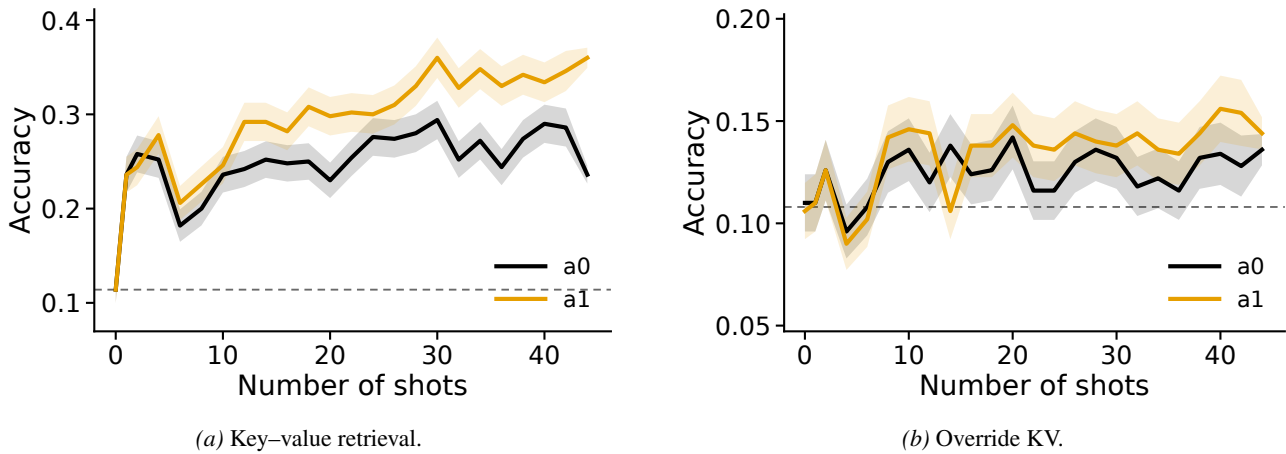 0.4
0.3
0.2
0.1
Accuracy
0
10
20
30
40
Number of shots
a0
a1
(a) Key–value retrieval.
0.20
0.15
0.10
0.05
Accuracy
0
10
20
30
40
Number of shots
a0
a1
(b) Override KV.